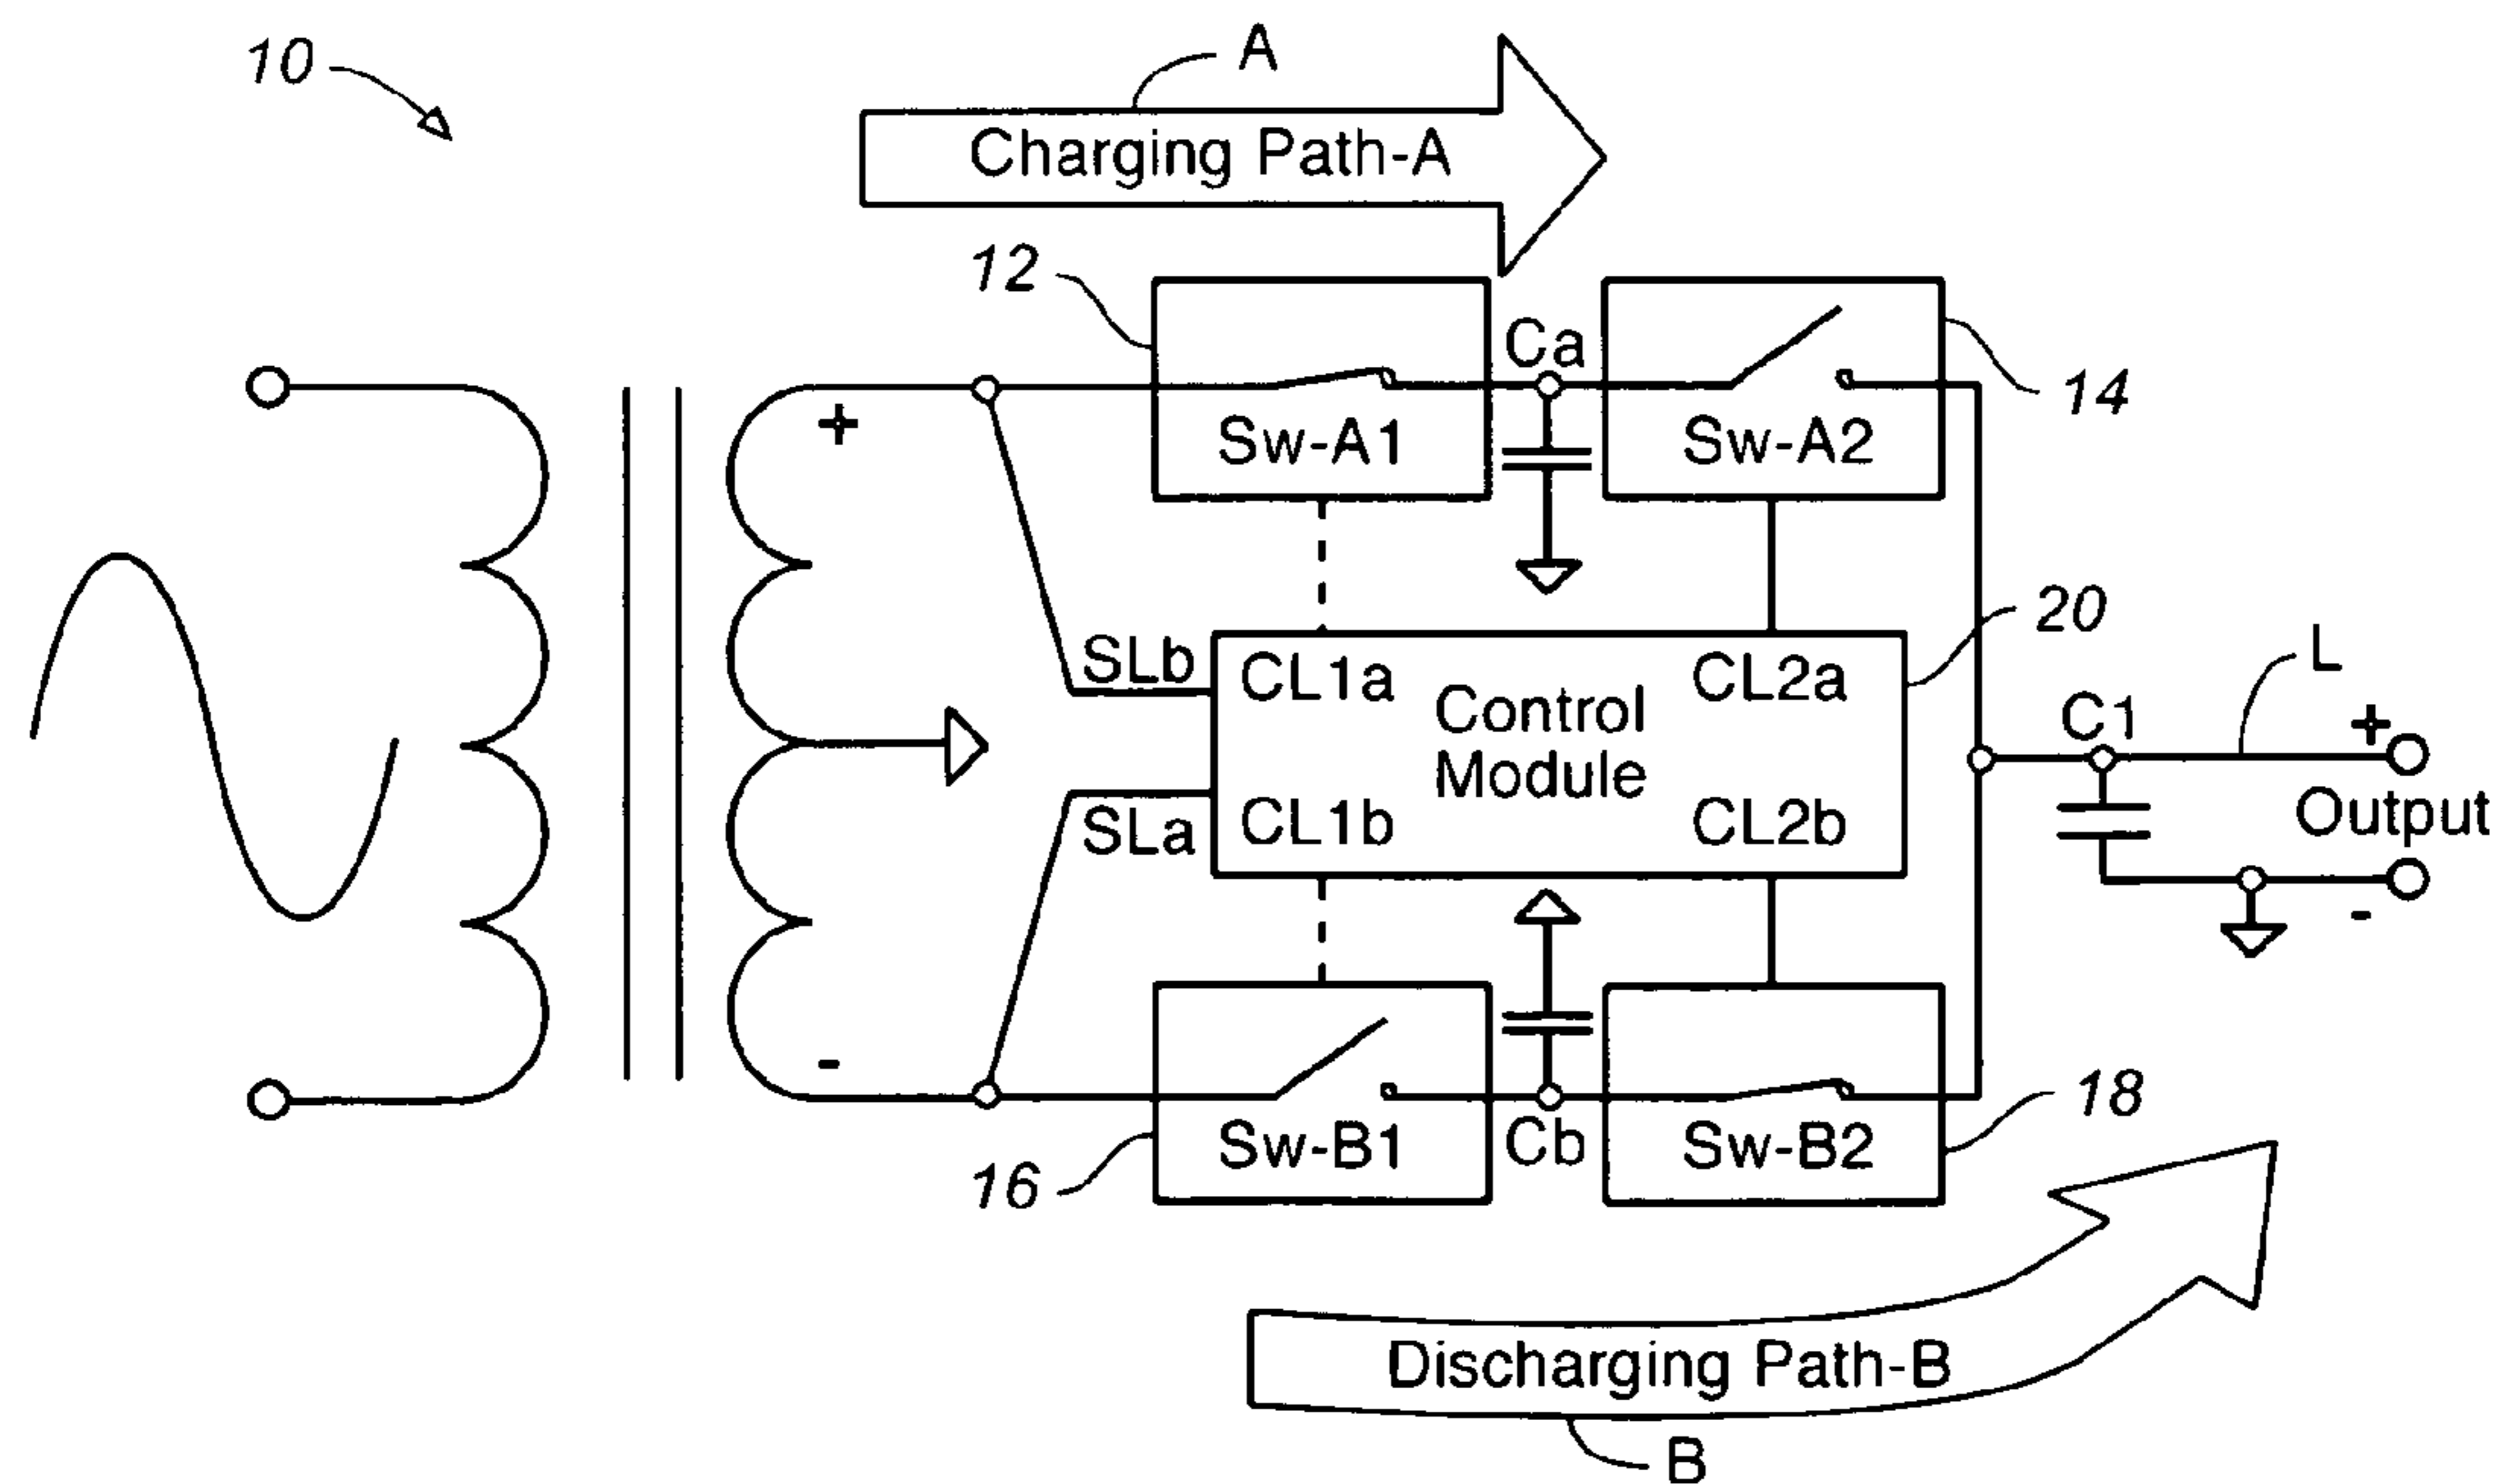 10
A
Charging Path-A
12
Ca
14
+
Sw-A1
Sw-A2
20
SLb
CL1a
CL2a
L
Control
Module
C1
+
SLa
CL1b
CL2b
Output
-
-
18
Sw-B1
Cb
Sw-B2
16
Discharging Path-B
B